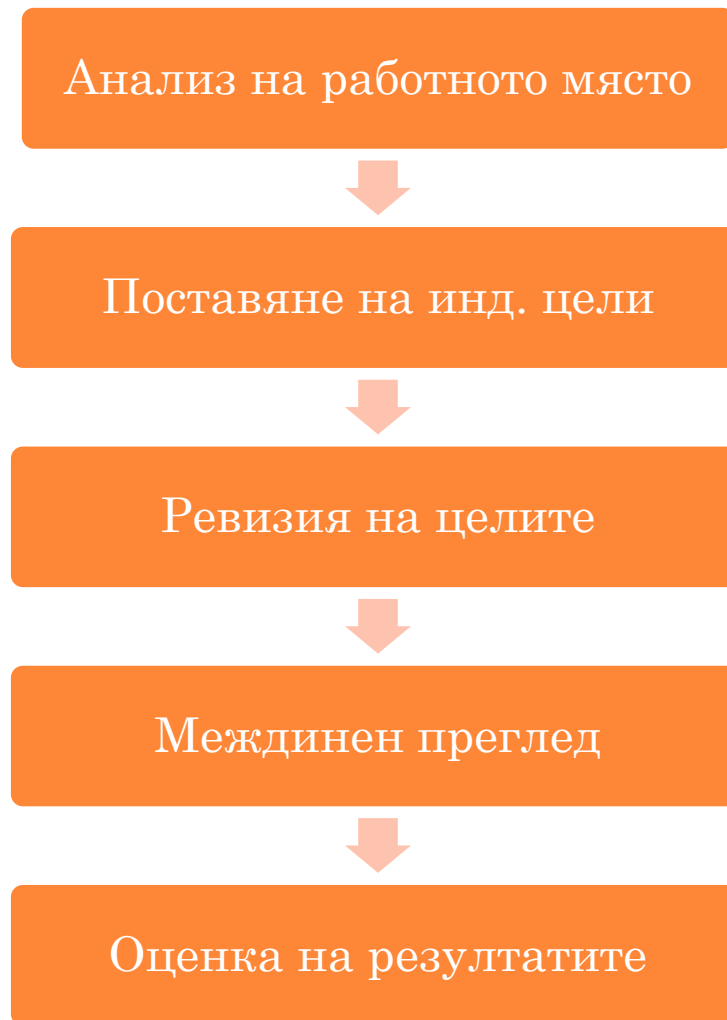 Анализ на работното място
Поставяне на инд. цели
Ревизия на целите
Междинен преглед
Оценка на резултатите